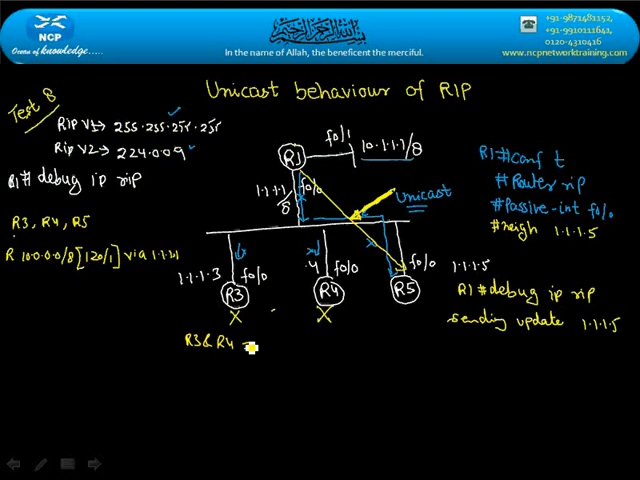 NCP
Ocean of knowledge.....
بسم الله الرحمن الرحيم
In the name of Allah, the beneficent the merciful.
+91-9871481152,
+91-9910111641,
0120-4310416
www.ncpnetworktraining.com
Unicast behaviour of RIP
Test 8
RIP V1→ 255.255.255.255
Rip V2→ 224.0.0.9
R1# debug ip rip
R3, R4, R5
R 10.0.0.0/8 [120/1] via 1.1.1.1
R1
f0/1
10.1.1.1/8
1.1.1.1/8
f0/0
Unicast
1.1.1.3
f0/0
R3
.4
f0/0
R4
f0/0
R5
1.1.1.5
R3 & R4 =
R1#conf t
#Router rip
#Passive-int f0/0
#neigh 1.1.1.5
R1#debug ip rip
sending update 1.1.1.5